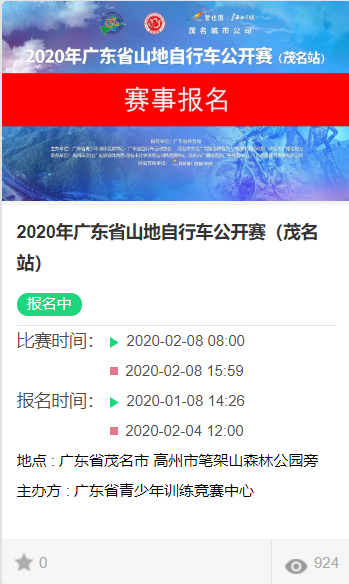 茂名城市公司
2020年广东省山地自行车公开赛（茂名站）
赛事报名
2020年广东省山地自行车公开赛（茂名
站）
报名中
比赛时间： 2020-02-08 08:00
2020-02-08 15:59
报名时间： 2020-01-08 14:26
2020-02-04 12:00
地点 : 广东省茂名市 高州市笔架山森林公园旁
主办方 : 广东省青少年训练竞赛中心
0 924